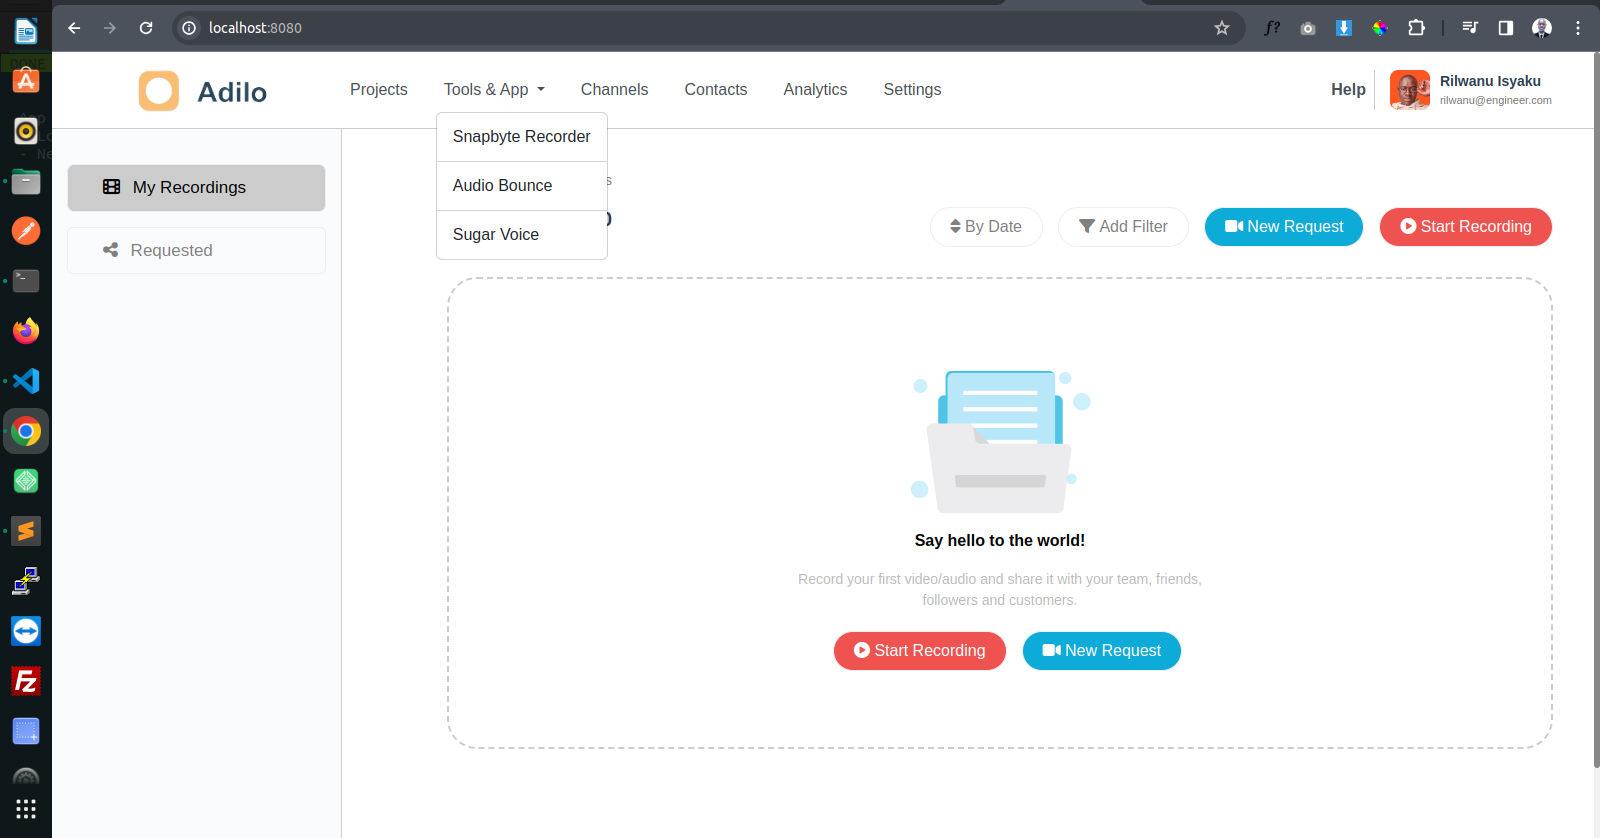 localhost:8080
f?
DONE
Adilo
Projects
Tools & App
Channels
Contacts
Analytics
Settings
Help
Rilwanu Isyaku
rilwanu@engineer.com
Snapbyte Recorder
Audio Bounce
Sugar Voice
My Recordings
Requested
s
By Date
Add Filter
New Request
Start Recording
Say hello to the world!
Record your first video/audio and share it with your team, friends,
followers and customers.
Start Recording
New Request